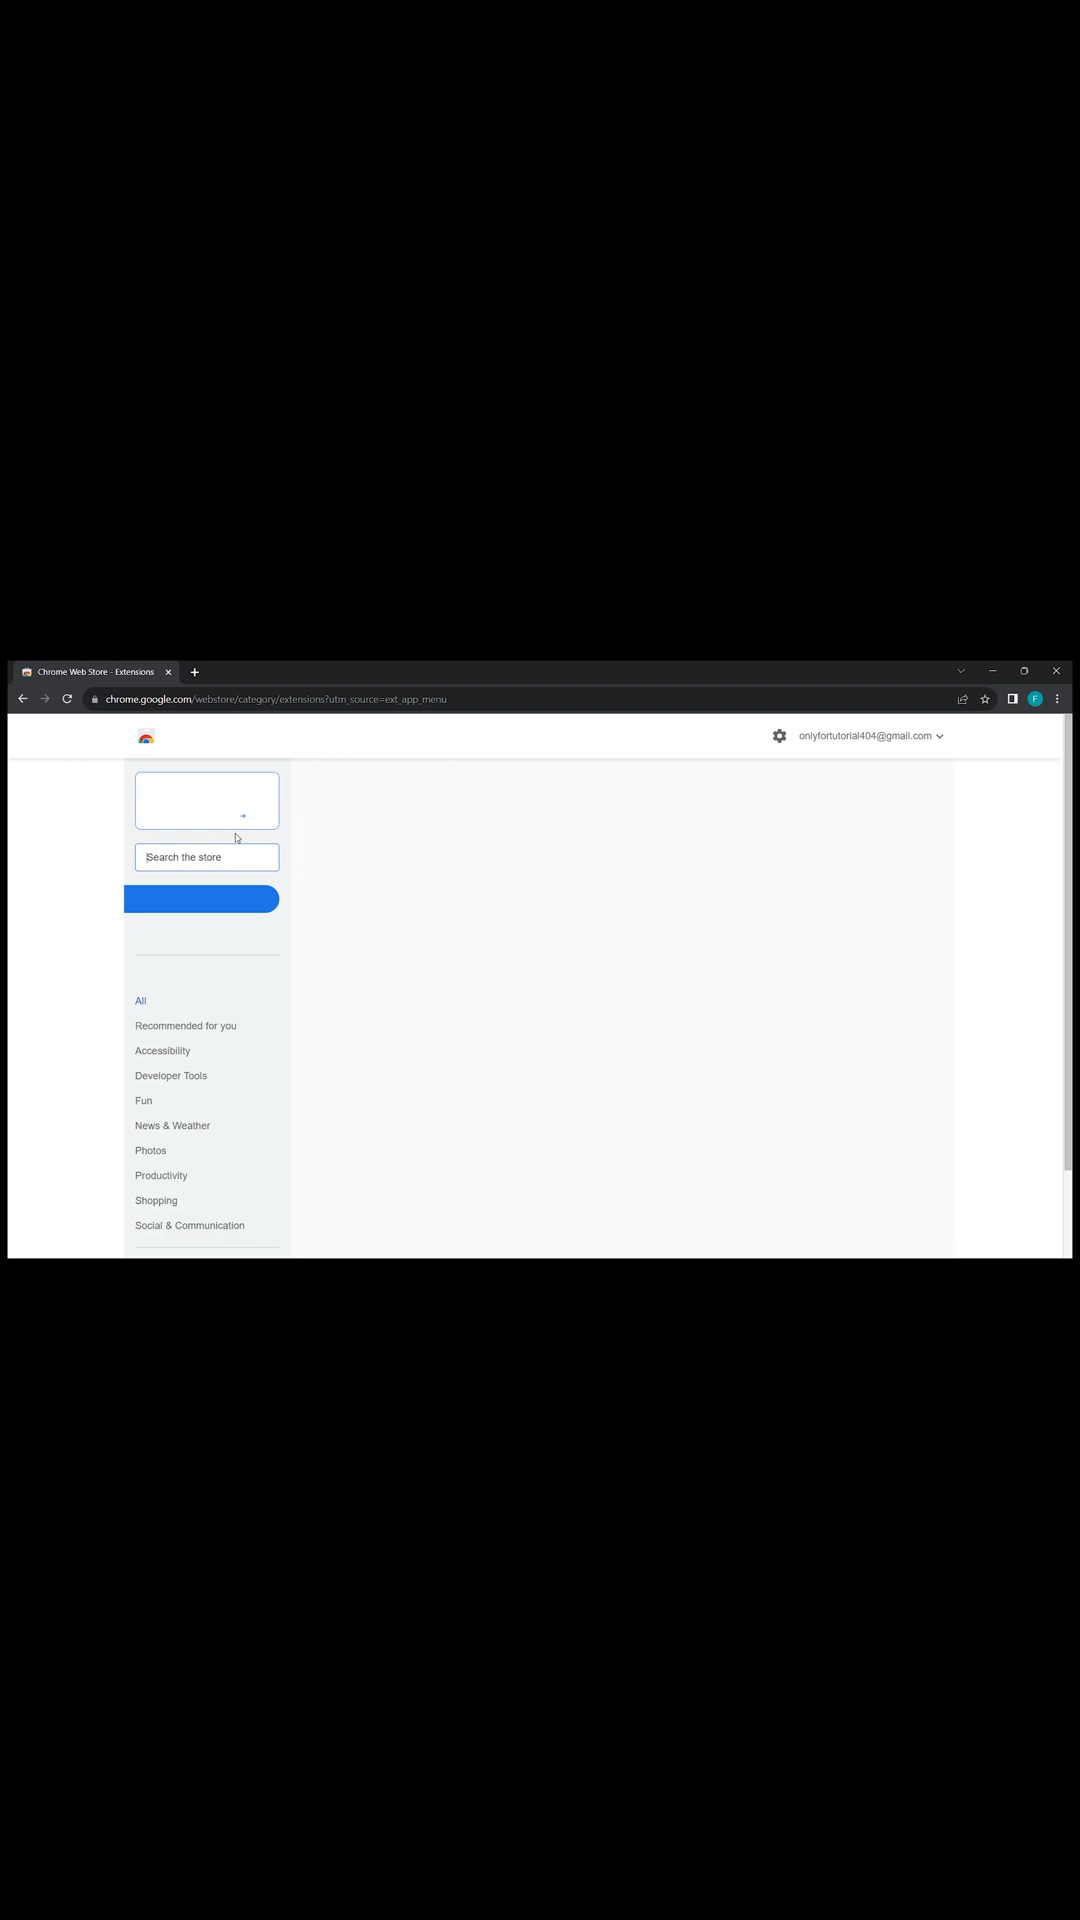 Chrome Web Store - Extensions
chrome.google.com/webstore/category/extensions?utm_source=ext_app_menu
F
onlyfortutorial404@gmail.com
Search the store
All
Recommended for you
Accessibility
Developer Tools
Fun
News & Weather
Photos
Productivity
Shopping
Social & Communication